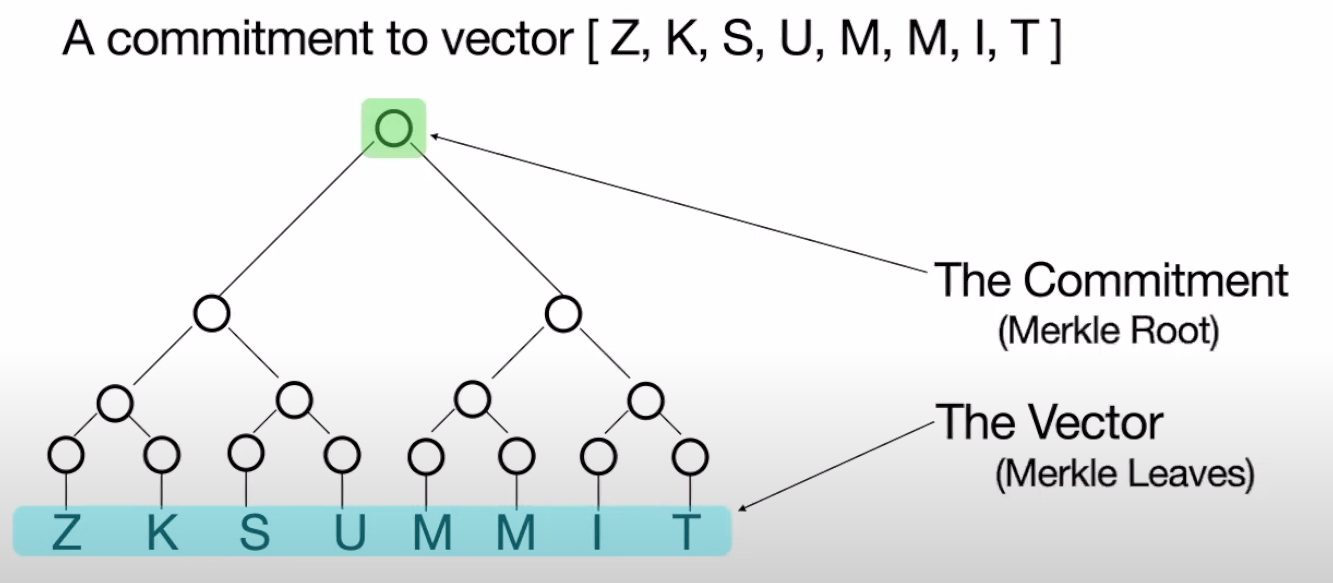 A commitment to vector [ Z, K, S, U, M, M, I, T ]
The Commitment
(Merkle Root)
The Vector
(Merkle Leaves)
Z K S U M M I T